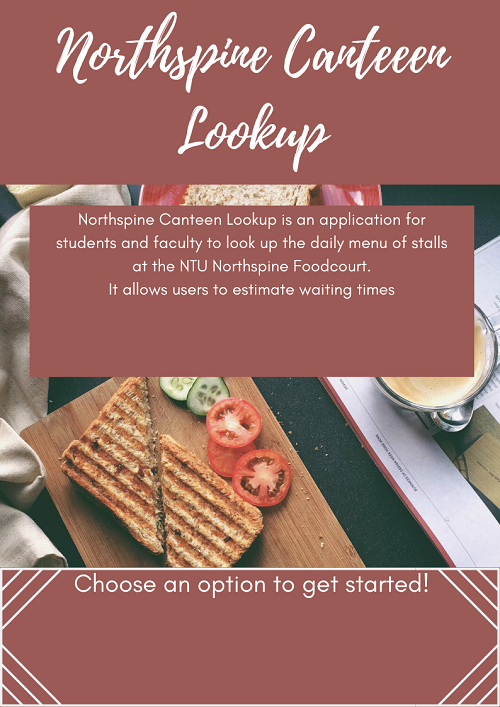 Northspine Canteeen
Lookup
Northspine Canteen Lookup is an application for
students and faculty to look up the daily menu of stalls
at the NTU Northspine Foodcourt.
It allows users to estimate waiting times
Choose an option to get started!